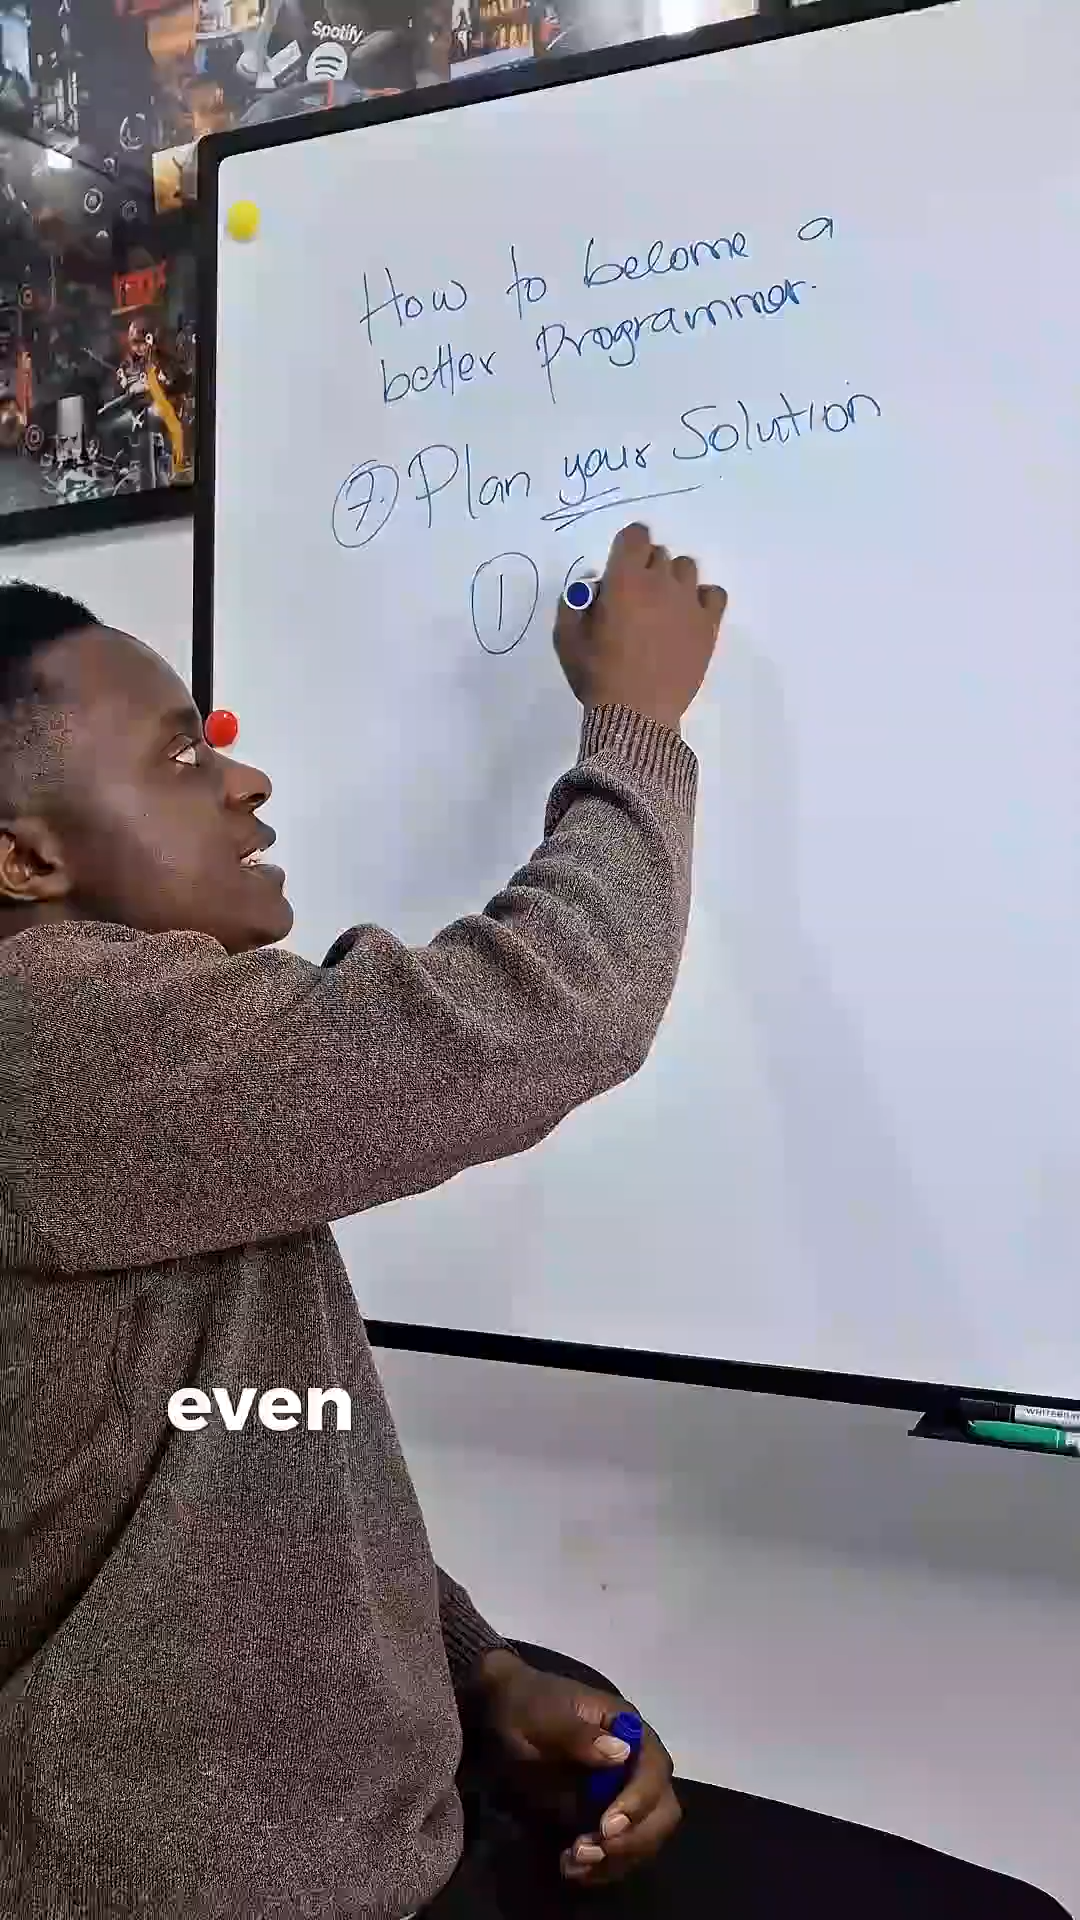 Spotify
How to become a
better programmer.
7 Plan your Solution
1
even